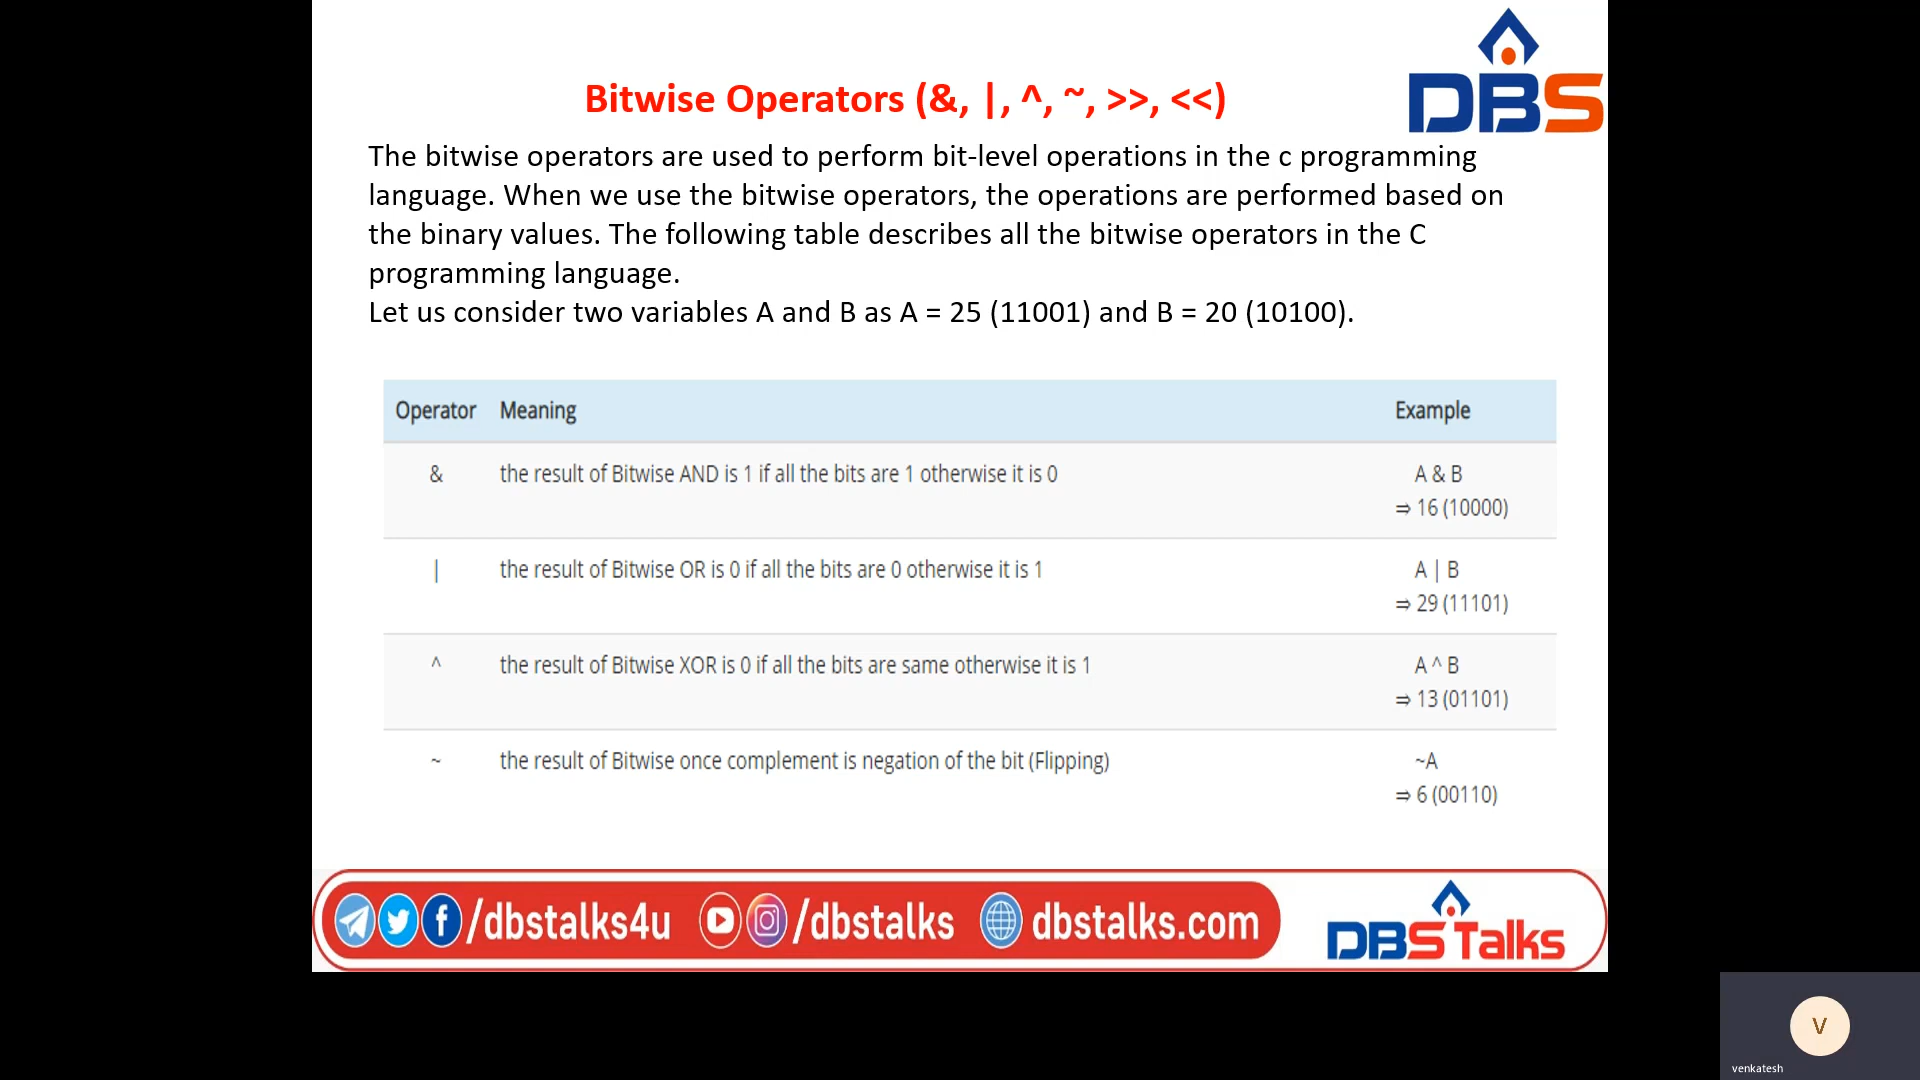 DBS
Bitwise Operators (&, |, ^, ~, >>, <<)
The bitwise operators are used to perform bit-level operations in the c programming
language. When we use the bitwise operators, the operations are performed based on
the binary values. The following table describes all the bitwise operators in the C
programming language.
Let us consider two variables A and B as A = 25 (11001) and B = 20 (10100).
Operator Meaning Example
& the result of Bitwise AND is 1 if all the bits are 1 otherwise it is 0 A & B
⇒ 16 (10000)
| the result of Bitwise OR is 0 if all the bits are 0 otherwise it is 1 A | B
⇒ 29 (11101)
^ the result of Bitwise XOR is 0 if all the bits are same otherwise it is 1 A ^ B
⇒ 13 (01101)
~ the result of Bitwise once complement is negation of the bit (Flipping) ~A
⇒ 6 (00110)
/dbstalks4u /dbstalks dbstalks.com DBS Talks
V
venkatesh